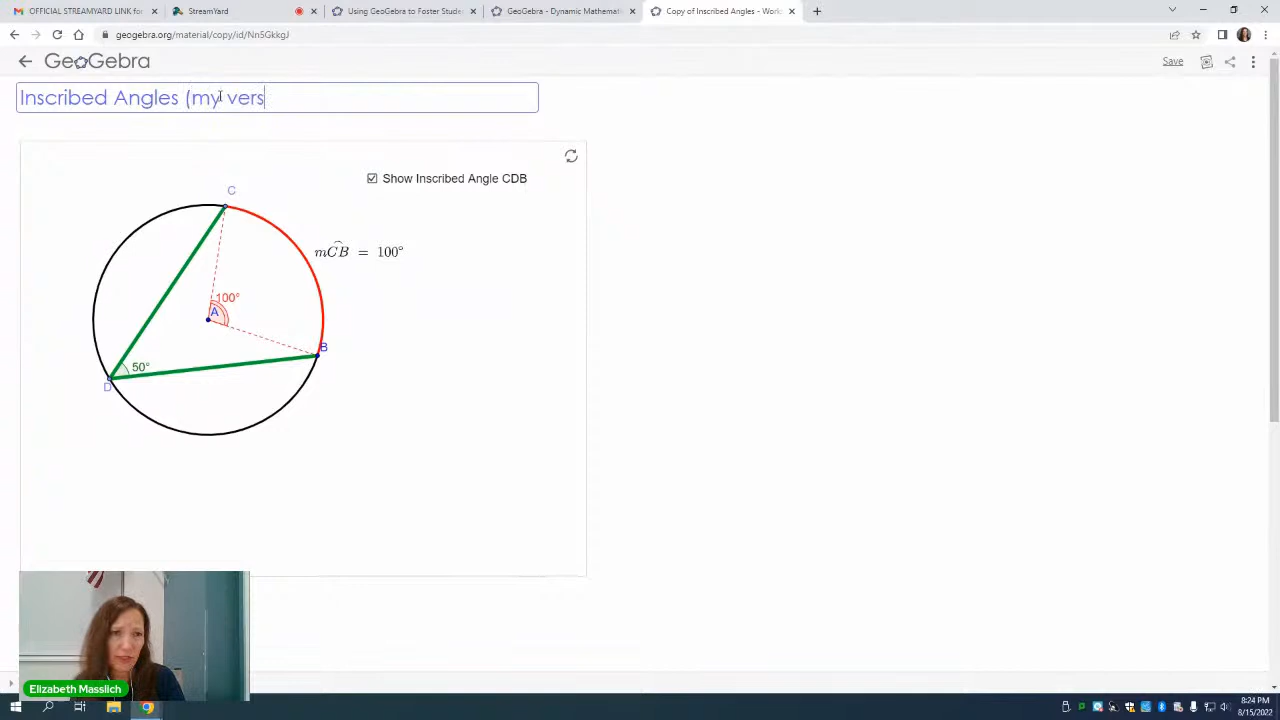 OFFICIAL STREAMYARD LINK for
StreamYard
Using GeoGebra to Foster Stude
GeoGebra - Dynamic Mathemati
Copy of Inscribed Angles - Work
geogebra.org/material/copy/id/Nn5GkkgJ
GeoGebra
Save
Inscribed Angles (my vers
Show Inscribed Angle CDB
C
mCB = 100°
100°
A
B
50°
D
Elizabeth Masslich
8:24 PM
8/15/2022